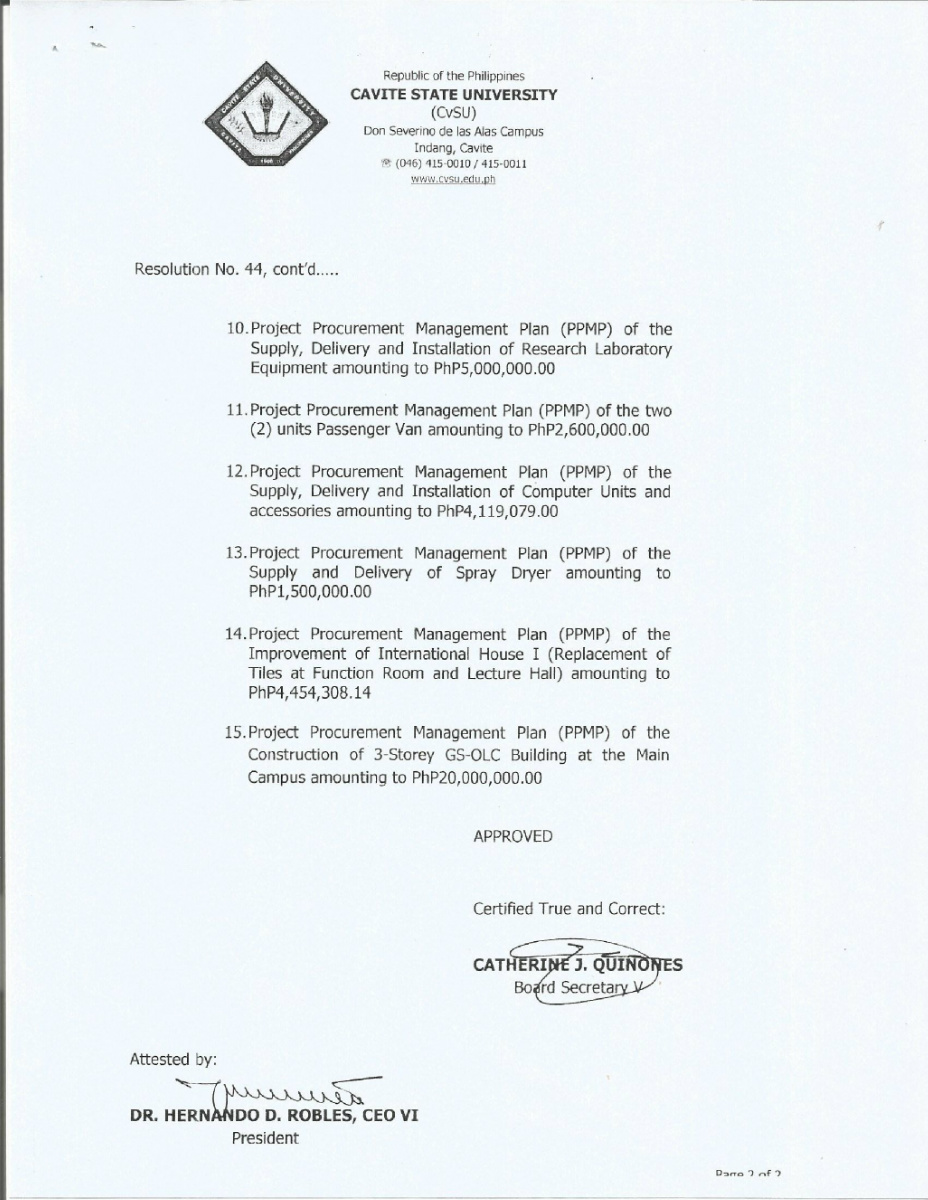 Republic of the Philippines
CAVITE STATE UNIVERSITY
(CvSU)
Don Severino de las Alas Campus
Indang, Cavite
☏ (046) 415-0010 / 415-0011
www.cvsu.edu.ph
CAVITE STATE UNIVERSITY
1906
Resolution No. 44, cont'd.....
10.Project Procurement Management Plan (PPMP) of the
Supply, Delivery and Installation of Research Laboratory
Equipment amounting to PhP5,000,000.00
11.Project Procurement Management Plan (PPMP) of the two
(2) units Passenger Van amounting to PhP2,600,000.00
12.Project Procurement Management Plan (PPMP) of the
Supply, Delivery and Installation of Computer Units and
accessories amounting to PhP4,119,079.00
13.Project Procurement Management Plan (PPMP) of the
Supply and Delivery of Spray Dryer amounting to
PhP1,500,000.00
14.Project Procurement Management Plan (PPMP) of the
Improvement of International House I (Replacement of
Tiles at Function Room and Lecture Hall) amounting to
PhP4,454,308.14
15.Project Procurement Management Plan (PPMP) of the
Construction of 3-Storey GS-OLC Building at the Main
Campus amounting to PhP20,000,000.00
APPROVED
Certified True and Correct:
CATHERINE J. QUINONES
Board Secretary V
Attested by:
DR. HERNANDO D. ROBLES, CEO VI
President
Page 2 of 2